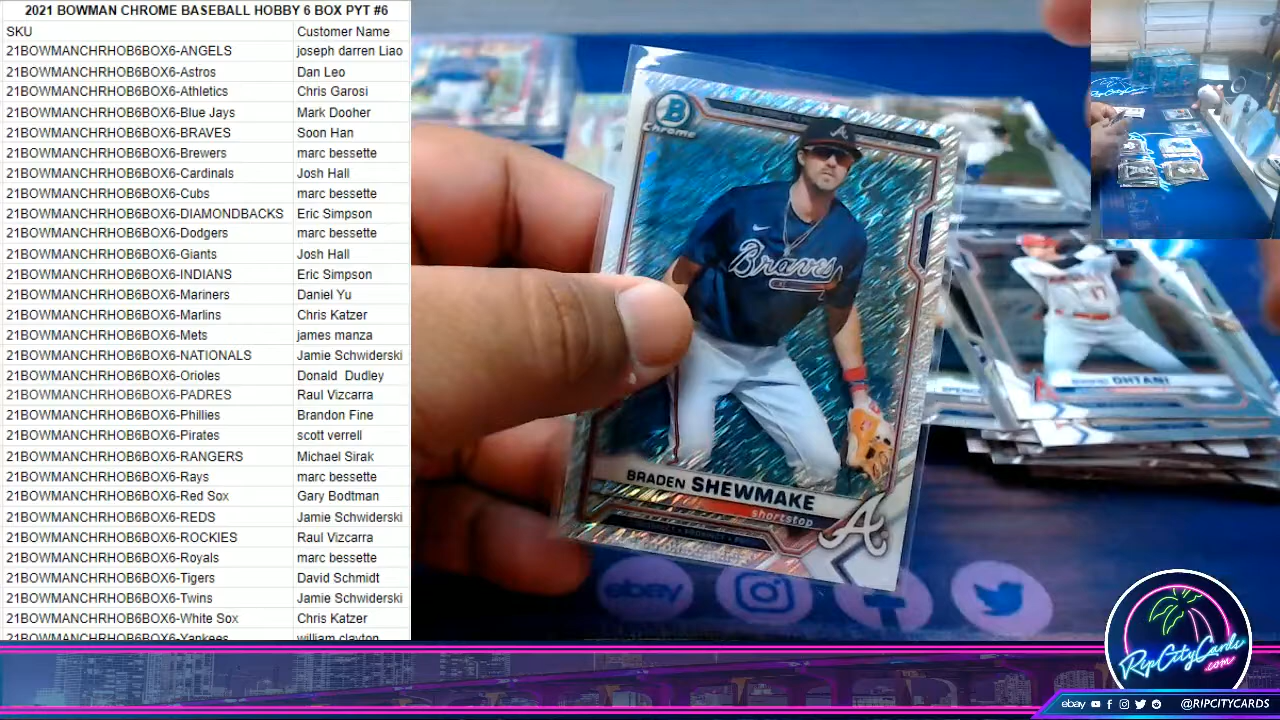 2021 BOWMAN CHROME BASEBALL HOBBY 6 BOX PYT #6
SKU Customer Name
21BOWMANCHRHOB6BOX6-ANGELS joseph darren Liao
21BOWMANCHRHOB6BOX6-Astros Dan Leo
21BOWMANCHRHOB6BOX6-Athletics Chris Garosi
21BOWMANCHRHOB6BOX6-Blue Jays Mark Dooher
21BOWMANCHRHOB6BOX6-BRAVES Soon Han
21BOWMANCHRHOB6BOX6-Brewers marc bessette
21BOWMANCHRHOB6BOX6-Cardinals Josh Hall
21BOWMANCHRHOB6BOX6-Cubs marc bessette
21BOWMANCHRHOB6BOX6-DIAMONDBACKS Eric Simpson
21BOWMANCHRHOB6BOX6-Dodgers marc bessette
21BOWMANCHRHOB6BOX6-Giants Josh Hall
21BOWMANCHRHOB6BOX6-INDIANS Eric Simpson
21BOWMANCHRHOB6BOX6-Mariners Daniel Yu
21BOWMANCHRHOB6BOX6-Marlins Chris Katzer
21BOWMANCHRHOB6BOX6-Mets james manza
21BOWMANCHRHOB6BOX6-NATIONALS Jamie Schwiderski
21BOWMANCHRHOB6BOX6-Orioles Donald Dudley
21BOWMANCHRHOB6BOX6-PADRES Raul Vizcarra
21BOWMANCHRHOB6BOX6-Phillies Brandon Fine
21BOWMANCHRHOB6BOX6-Pirates scott verrell
21BOWMANCHRHOB6BOX6-RANGERS Michael Sirak
21BOWMANCHRHOB6BOX6-Rays marc bessette
21BOWMANCHRHOB6BOX6-Red Sox Gary Bodtman
21BOWMANCHRHOB6BOX6-REDS Jamie Schwiderski
21BOWMANCHRHOB6BOX6-ROCKIES Raul Vizcarra
21BOWMANCHRHOB6BOX6-Royals marc bessette
21BOWMANCHRHOB6BOX6-Tigers David Schmidt
21BOWMANCHRHOB6BOX6-Twins Jamie Schwiderski
21BOWMANCHRHOB6BOX6-White Sox Chris Katzer
21BOWMANCHRHOB6BOX6-Yankees william clayton
B
Chrome
A
Braves
BRADEN SHEWMAKE
shortstop
A
17
OHTANI
ebay
RipCityCards
.com
ebay @RIPCITYCARDS